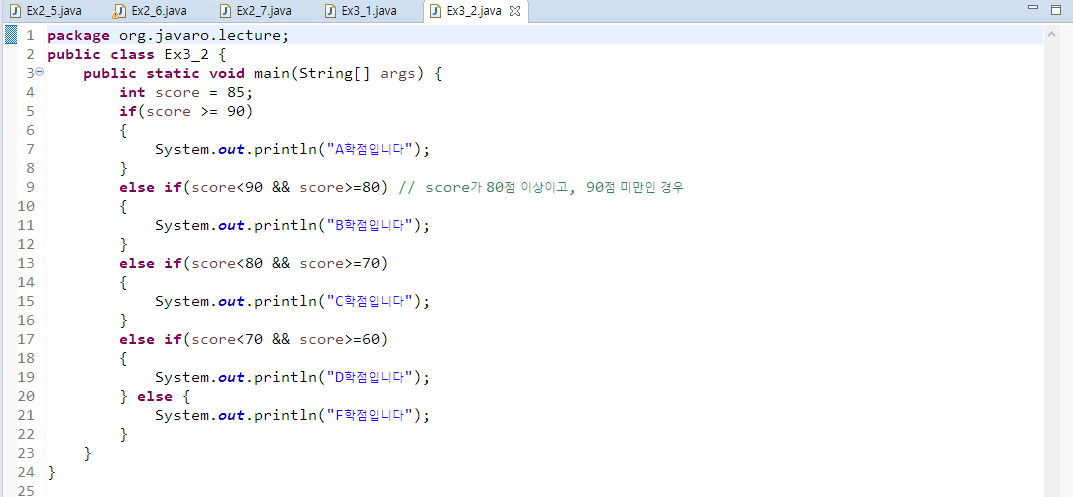 Ex2_5.java Ex2_6.java Ex2_7.java Ex3_1.java Ex3_2.java
1 package org.javaro.lecture;
2 public class Ex3_2 {
3 public static void main(String[] args) {
4 int score = 85;
5 if(score >= 90)
6 {
7 System.out.println("A학점입니다");
8 }
9 else if(score<90 && score>=80) // score가 80점 이상이고, 90점 미만인 경우
10 {
11 System.out.println("B학점입니다");
12 }
13 else if(score<80 && score>=70)
14 {
15 System.out.println("C학점입니다");
16 }
17 else if(score<70 && score>=60)
18 {
19 System.out.println("D학점입니다");
20 } else {
21 System.out.println("F학점입니다");
22 }
23 }
24 }
25